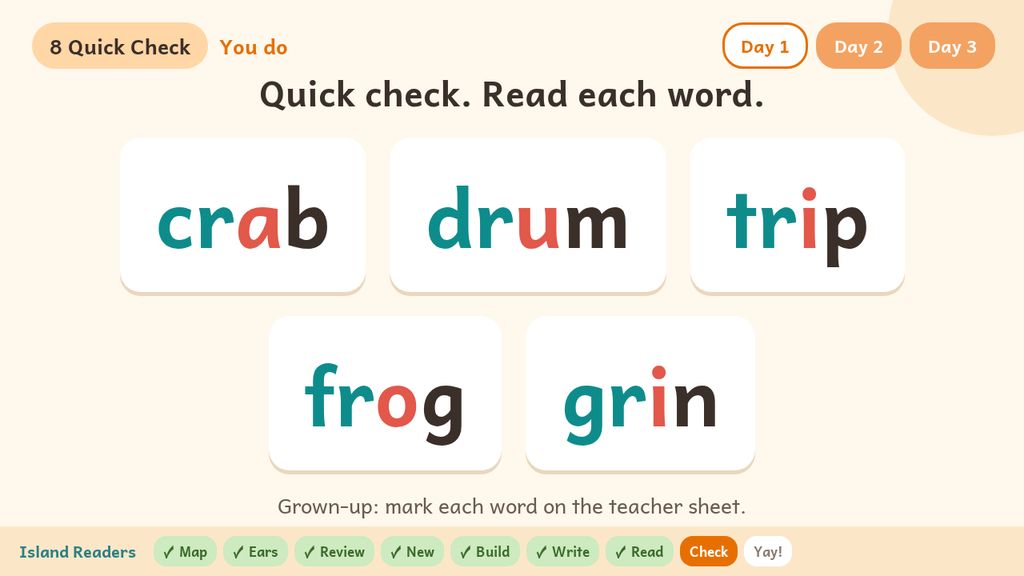 8 Quick Check You do Day 1 Day 2 Day 3
Quick check. Read each word.
crab drum trip
frog grin
Grown-up: mark each word on the teacher sheet.
Island Readers ✓ Map ✓ Ears ✓ Review ✓ New ✓ Build ✓ Write ✓ Read Check Yay!